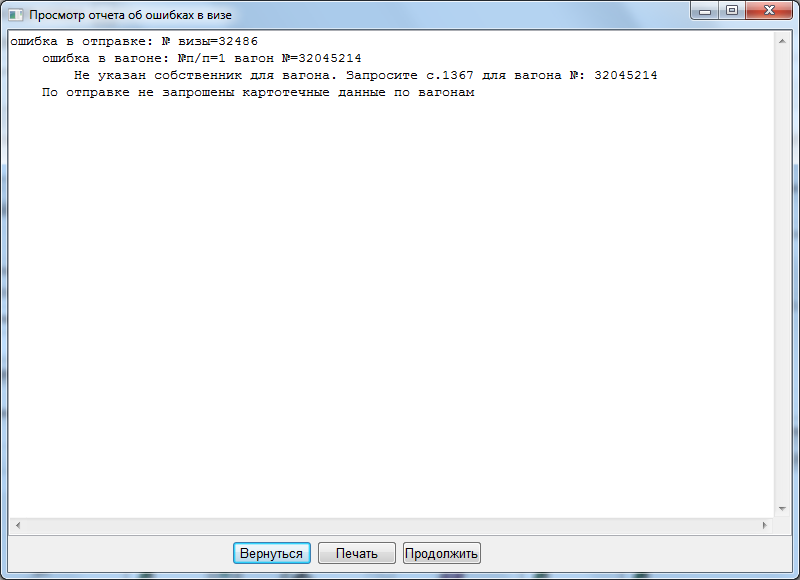 Просмотр отчета об ошибках в визе
ошибка в отправке: № визы=32486
ошибка в вагоне: №п/п=1 вагон №=32045214
Не указан собственник для вагона. Запросите с.1367 для вагона №: 32045214
По отправке не запрошены картотечные данные по вагонам
Вернуться Печать Продолжить